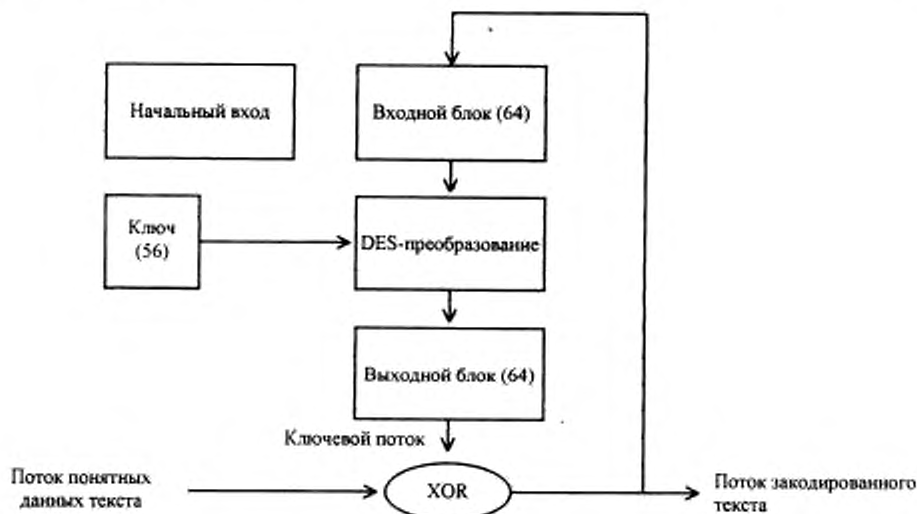 Начальный вход
Входной блок (64)
Ключ
(56)
DES-преобразование
Выходной блок (64)
Ключевой поток
Поток понятных
данных текста
XOR
Поток закодированного
текста